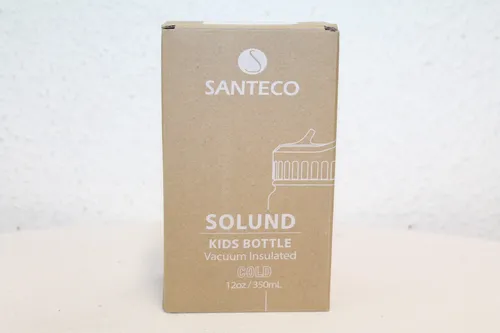 SANTECO
SOLUND
KIDS BOTTLE
Vacuum Insulated
COLD
12oz / 350mL